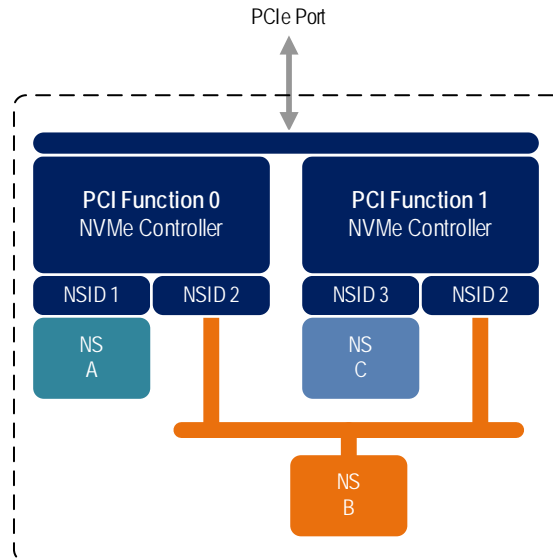 PCIe Port
PCI Function 0
NVMe Controller
PCI Function 1
NVMe Controller
NSID 1
NSID 2
NSID 3
NSID 2
NS
A
NS
C
NS
B